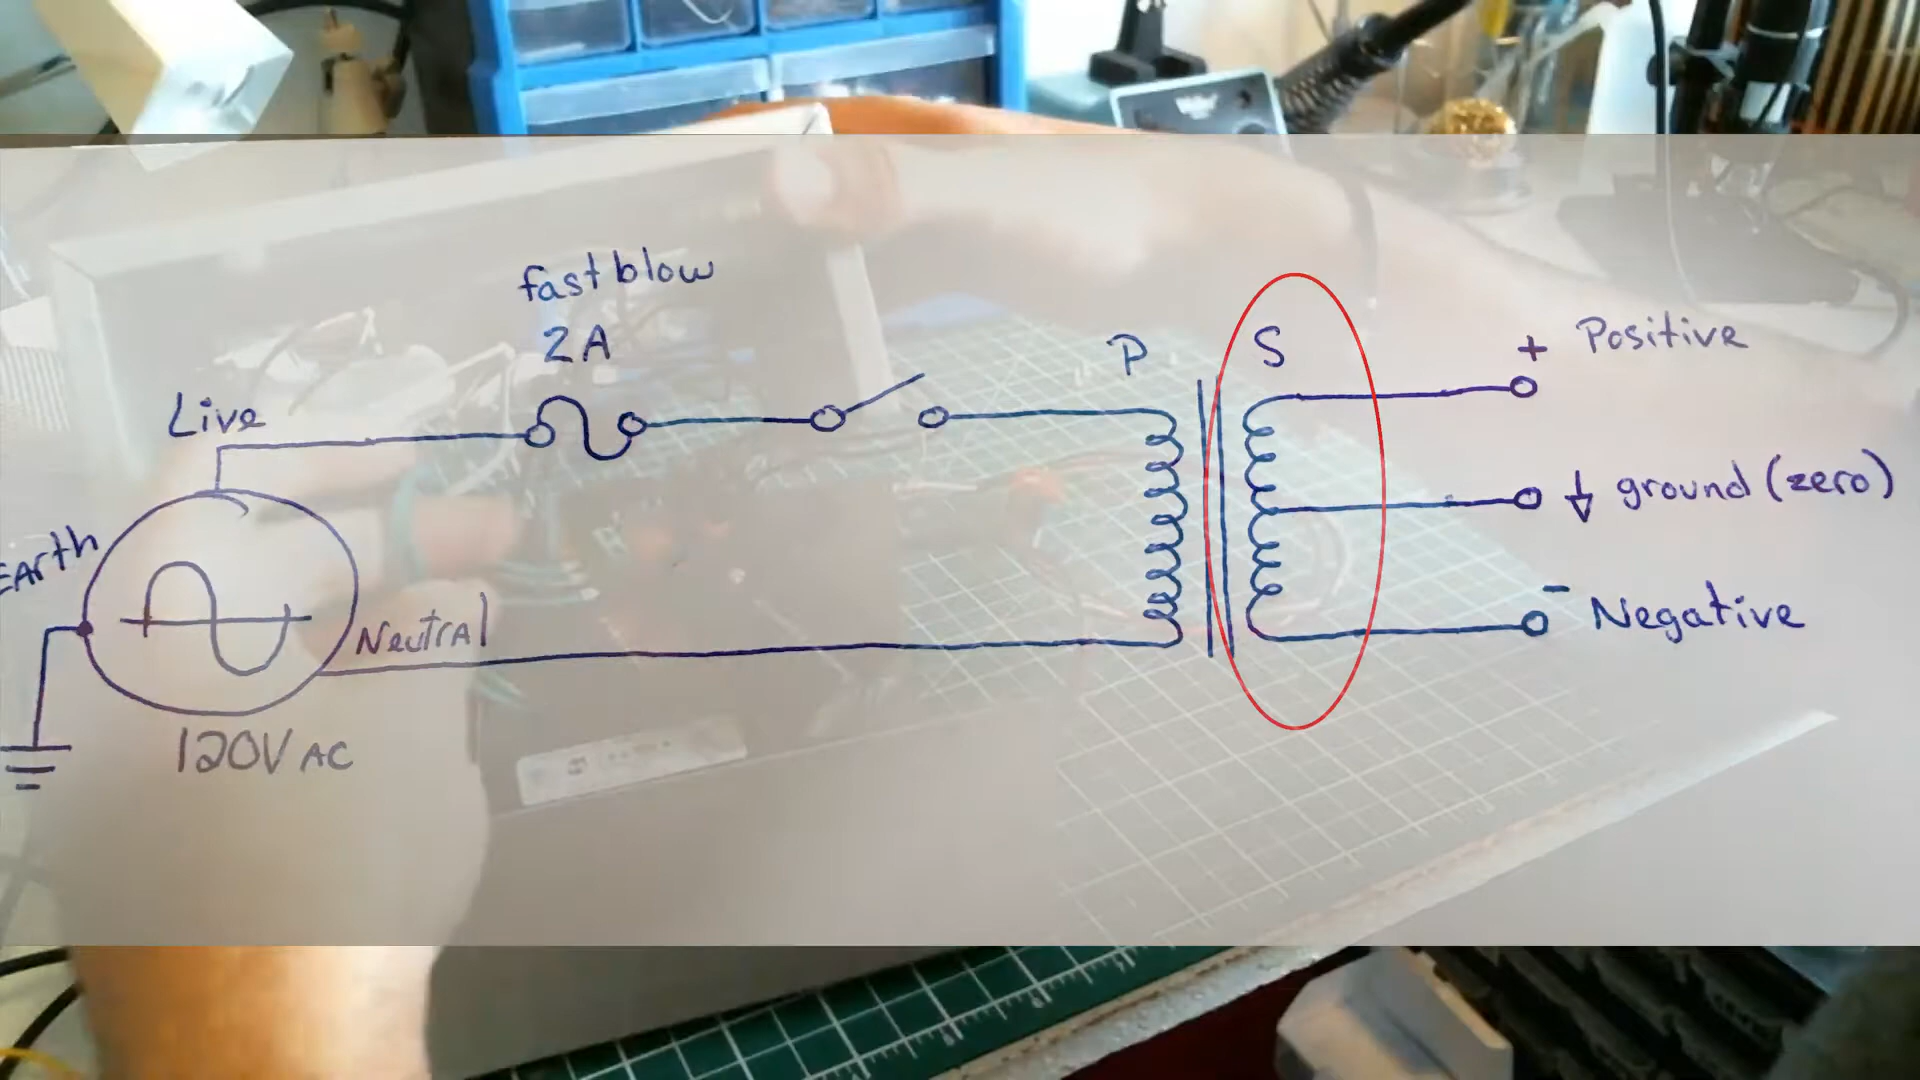 fast blow
2A
Live
P
S
+ Positive
ground (zero)
- Negative
Earth
Neutral
120V AC